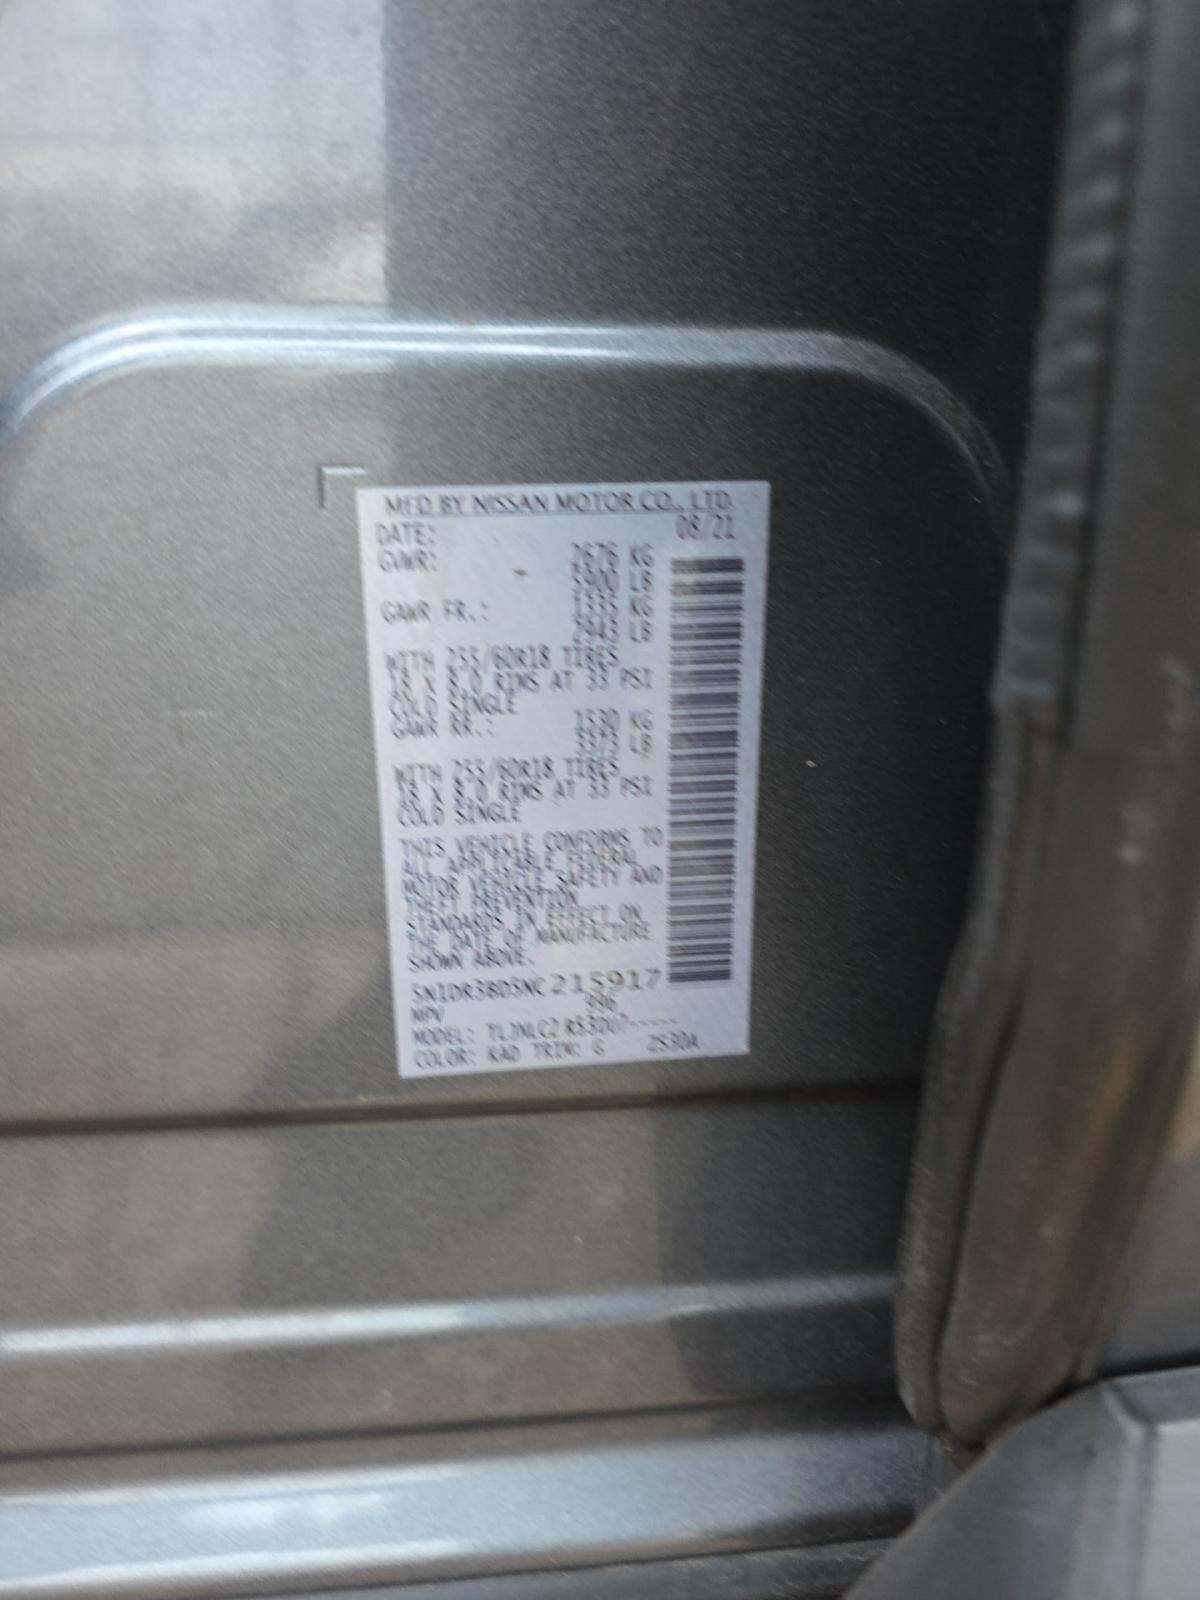 MFD BY NISSAN MOTOR CO., LTD.
DATE: 08/21
GVWR: 2676 KG
5900 LB
GAWR FR.: 1335 KG
2943 LB
WITH 255/60R18 TIRES
18 X 8.0 RIMS AT 33 PSI
COLD SINGLE
GAWR RR.: 1530 KG
3373 LB
WITH 255/60R18 TIRES
18 X 8.0 RIMS AT 33 PSI
COLD SINGLE
THIS VEHICLE CONFORMS TO
ALL APPLICABLE FEDERAL
MOTOR VEHICLE SAFETY AND
THEFT PREVENTION
STANDARDS IN EFFECT ON
THE DATE OF MANUFACTURE
SHOWN ABOVE.
5N1DR3BD5NC215917
MPV 996
MODEL:
COLOR: KAD TRIM: G 2S30A